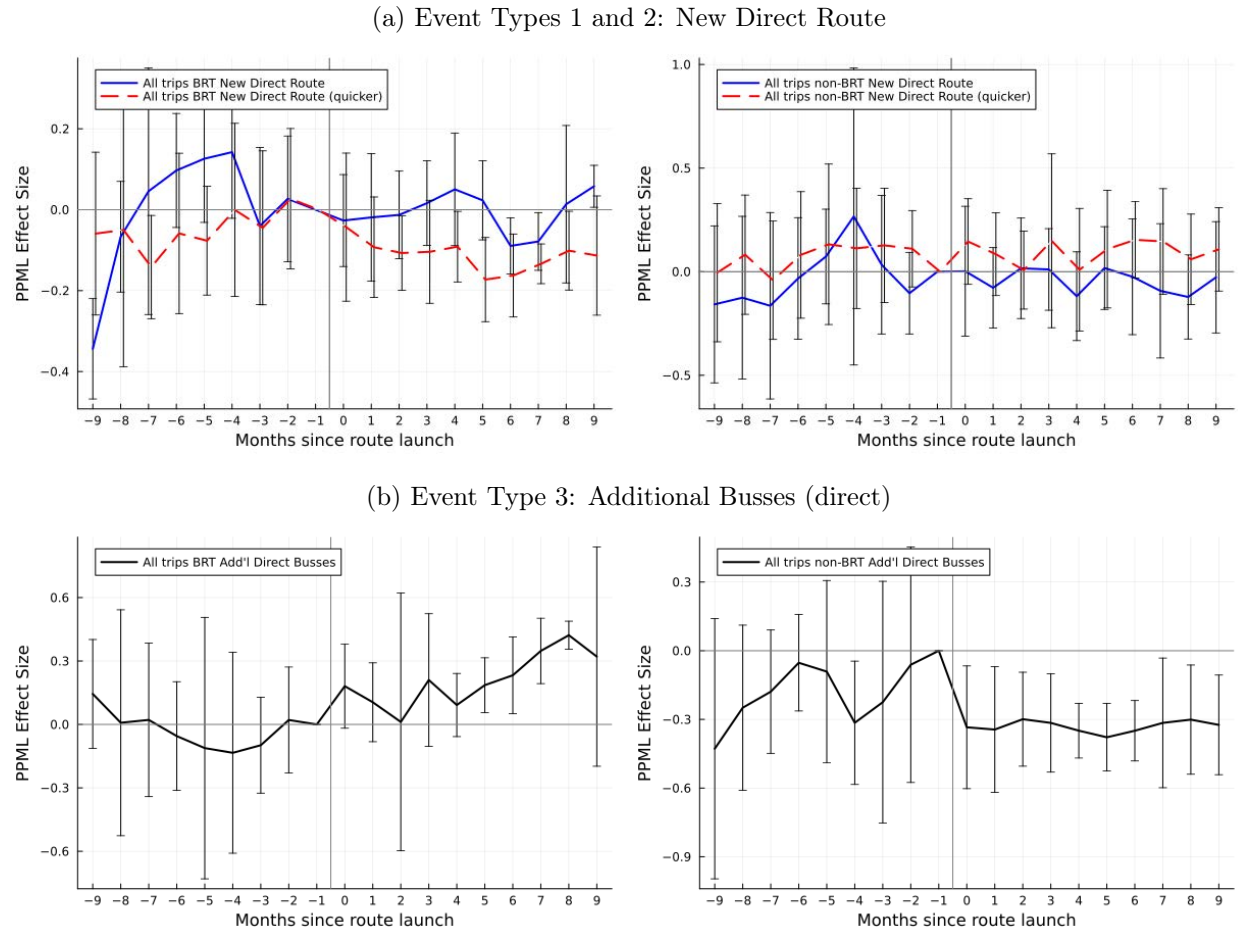 (a) Event Types 1 and 2: New Direct Route
All trips BRT New Direct Route
All trips BRT New Direct Route (quicker)
PPML Effect Size
0.2
0.0
−0.2
−0.4
−9 −8 −7 −6 −5 −4 −3 −2 −1 0 1 2 3 4 5 6 7 8 9
Months since route launch
All trips non-BRT New Direct Route
All trips non-BRT New Direct Route (quicker)
PPML Effect Size
1.0
0.5
0.0
−0.5
−9 −8 −7 −6 −5 −4 −3 −2 −1 0 1 2 3 4 5 6 7 8 9
Months since route launch
(b) Event Type 3: Additional Busses (direct)
All trips BRT Add'l Direct Busses
PPML Effect Size
0.6
0.3
0.0
−0.3
−0.6
−9 −8 −7 −6 −5 −4 −3 −2 −1 0 1 2 3 4 5 6 7 8 9
Months since route launch
All trips non-BRT Add'l Direct Busses
PPML Effect Size
0.3
0.0
−0.3
−0.6
−0.9
−9 −8 −7 −6 −5 −4 −3 −2 −1 0 1 2 3 4 5 6 7 8 9
Months since route launch